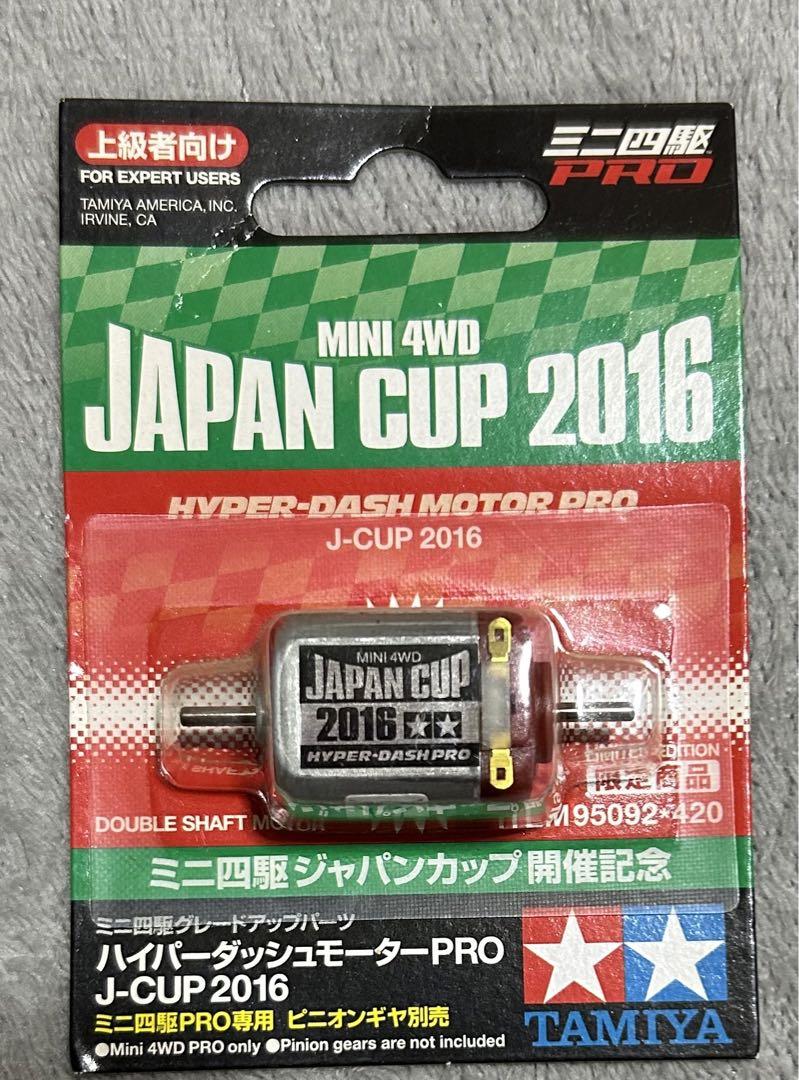 上級者向け
FOR EXPERT USERS
TAMIYA AMERICA, INC.
IRVINE, CA
ミニ四駆
PRO
MINI 4WD
JAPAN CUP 2016
HYPER-DASH MOTOR PRO
J-CUP 2016
MINI 4WD
JAPAN CUP
2016
HYPER-DASH PRO
LIMITED EDITION
限定商品
DOUBLE SHAFT MOTOR
ITEM 95092*420
ミニ四駆ジャパンカップ開催記念
ミニ四駆グレードアップパーツ
ハイパーダッシュモーターPRO
J-CUP 2016
ミニ四駆PRO専用 ピニオンギヤ別売
●Mini 4WD PRO only ●Pinion gears are not included
TAMIYA